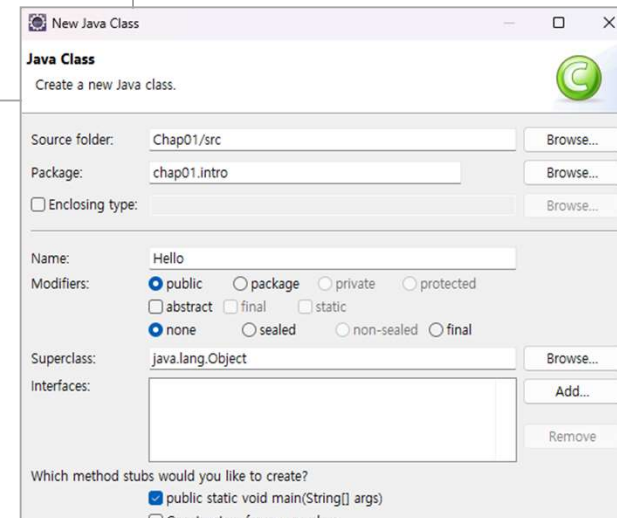 New Java Class
Java Class
Create a new Java class.
C
Source folder: Chap01/src Browse...
Package: chap01.intro Browse...
Enclosing type: Browse...
Name: Hello
Modifiers: public package private protected
abstract final static
none sealed non-sealed final
Superclass: java.lang.Object Browse...
Interfaces: Add...
Remove
Which method stubs would you like to create?
public static void main(String[] args)